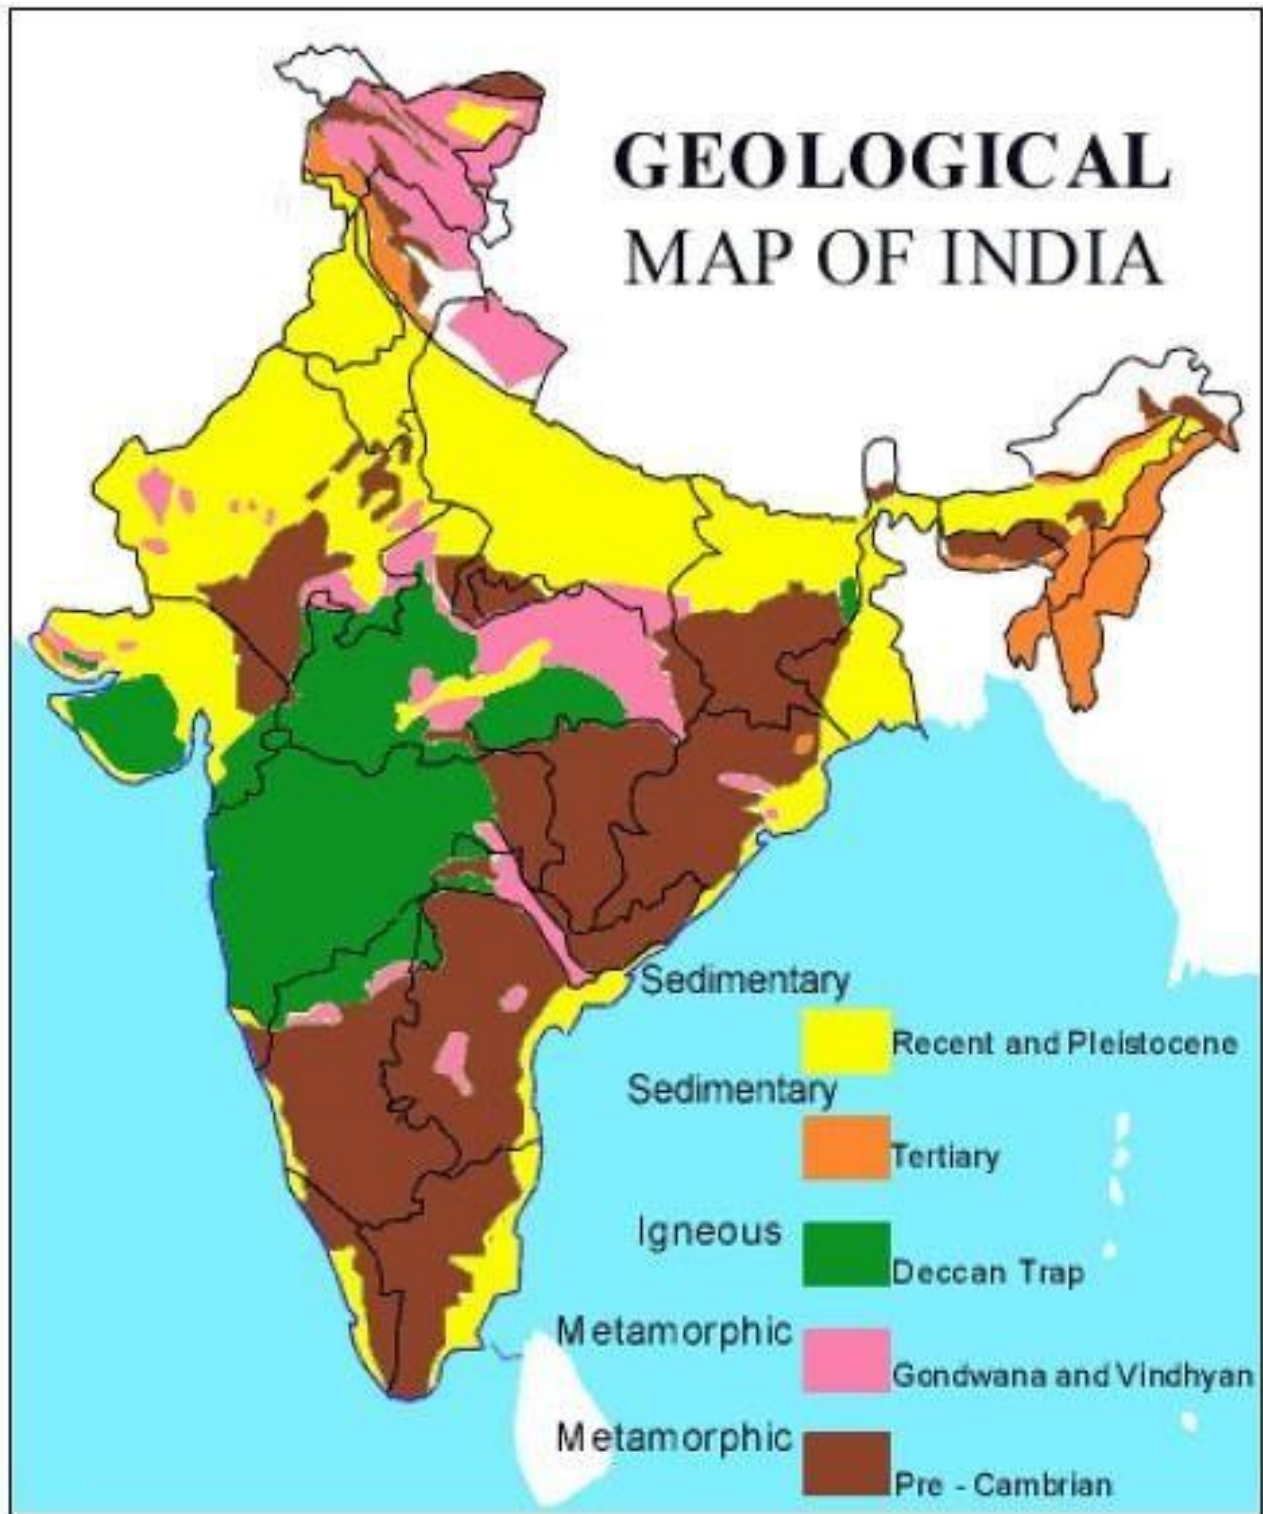 GEOLOGICAL
MAP OF INDIA
Sedimentary
Recent and Pleistocene
Sedimentary
Tertiary
Igneous
Deccan Trap
Metamorphic
Gondwana and Vindhyan
Metamorphic
Pre - Cambrian